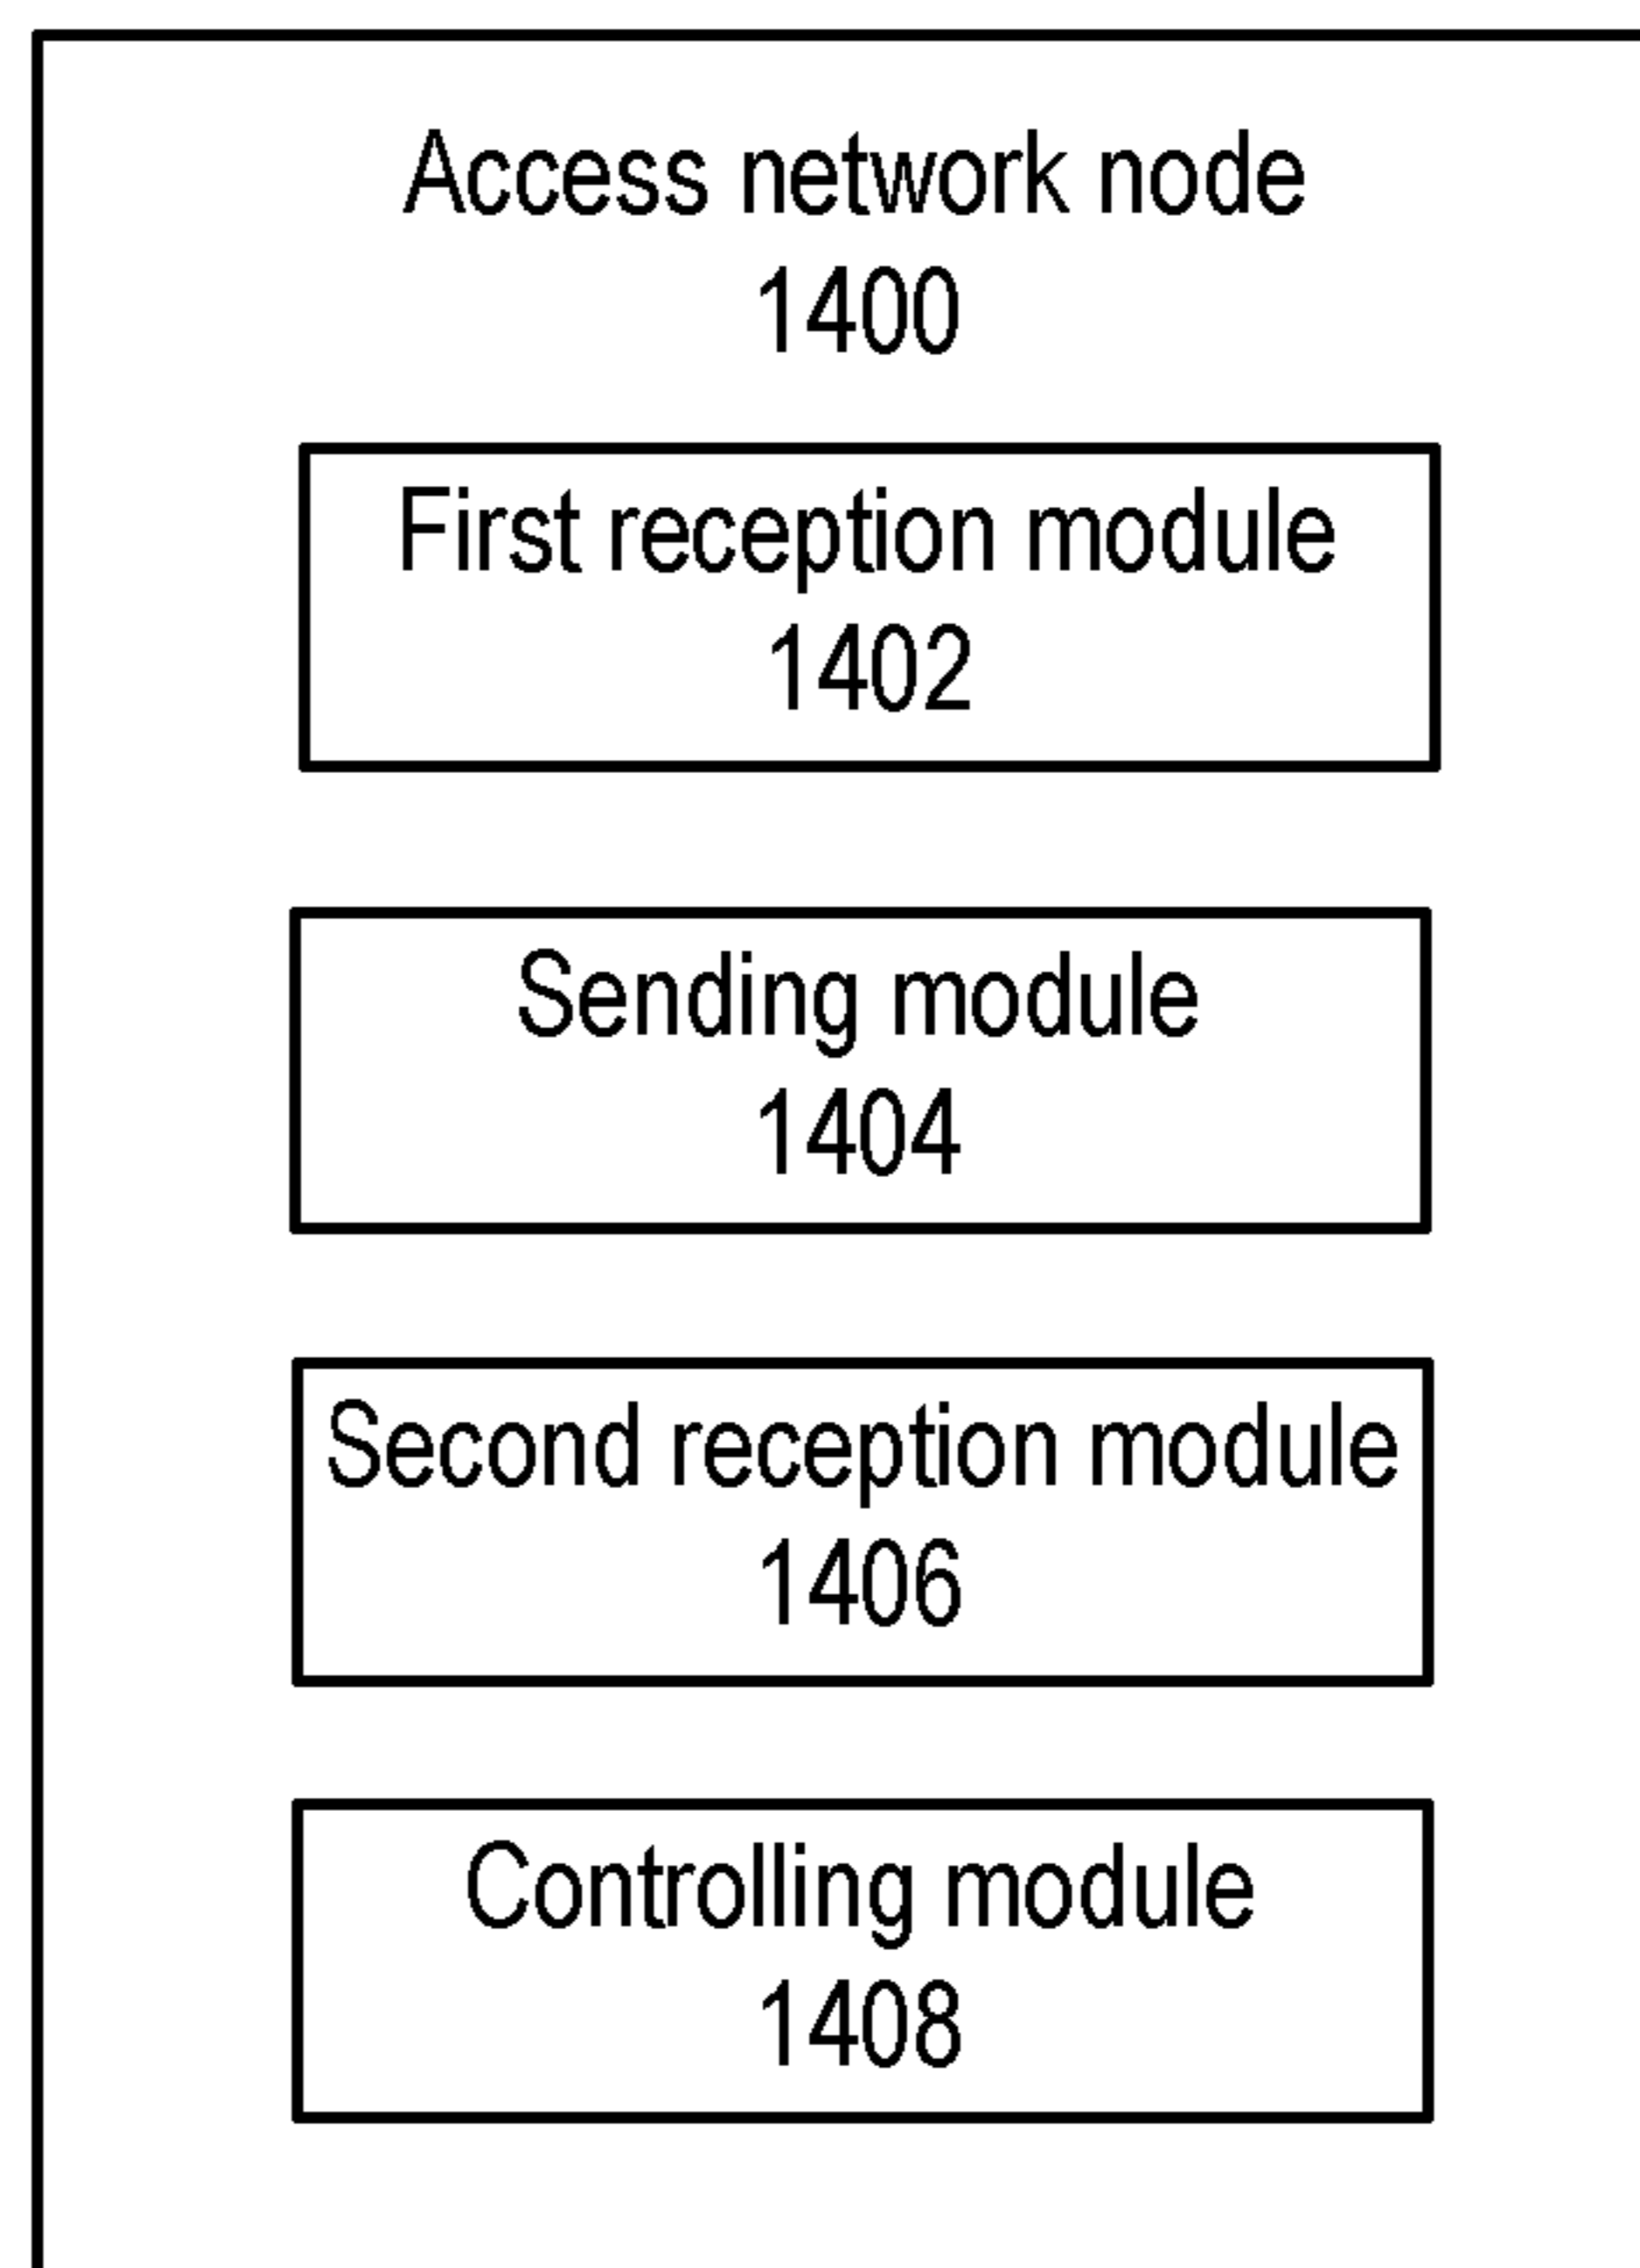 Access network node
1400
First reception module
1402
Sending module
1404
Second reception module
1406
Controlling module
1408